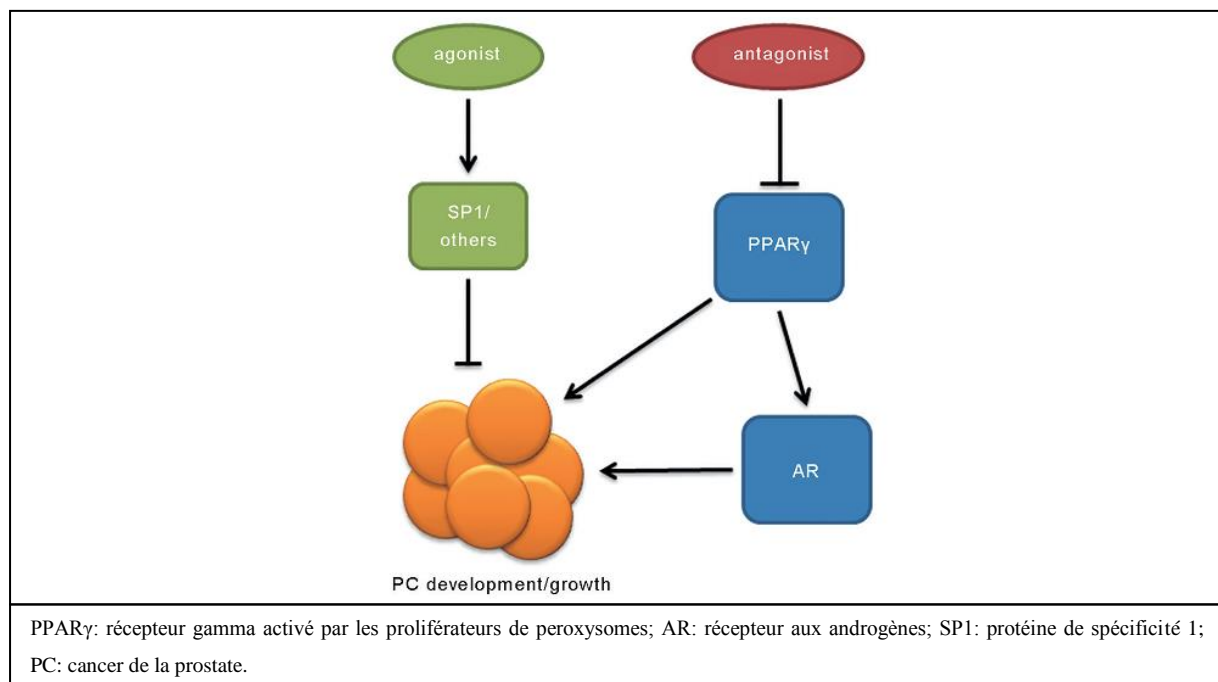 agonist
antagonist
SP1/
others
PPARγ
AR
PC development/growth
PPARγ: récepteur gamma activé par les proliférateurs de peroxysomes; AR: récepteur aux androgènes; SP1: protéine de spécificité 1;
PC: cancer de la prostate.